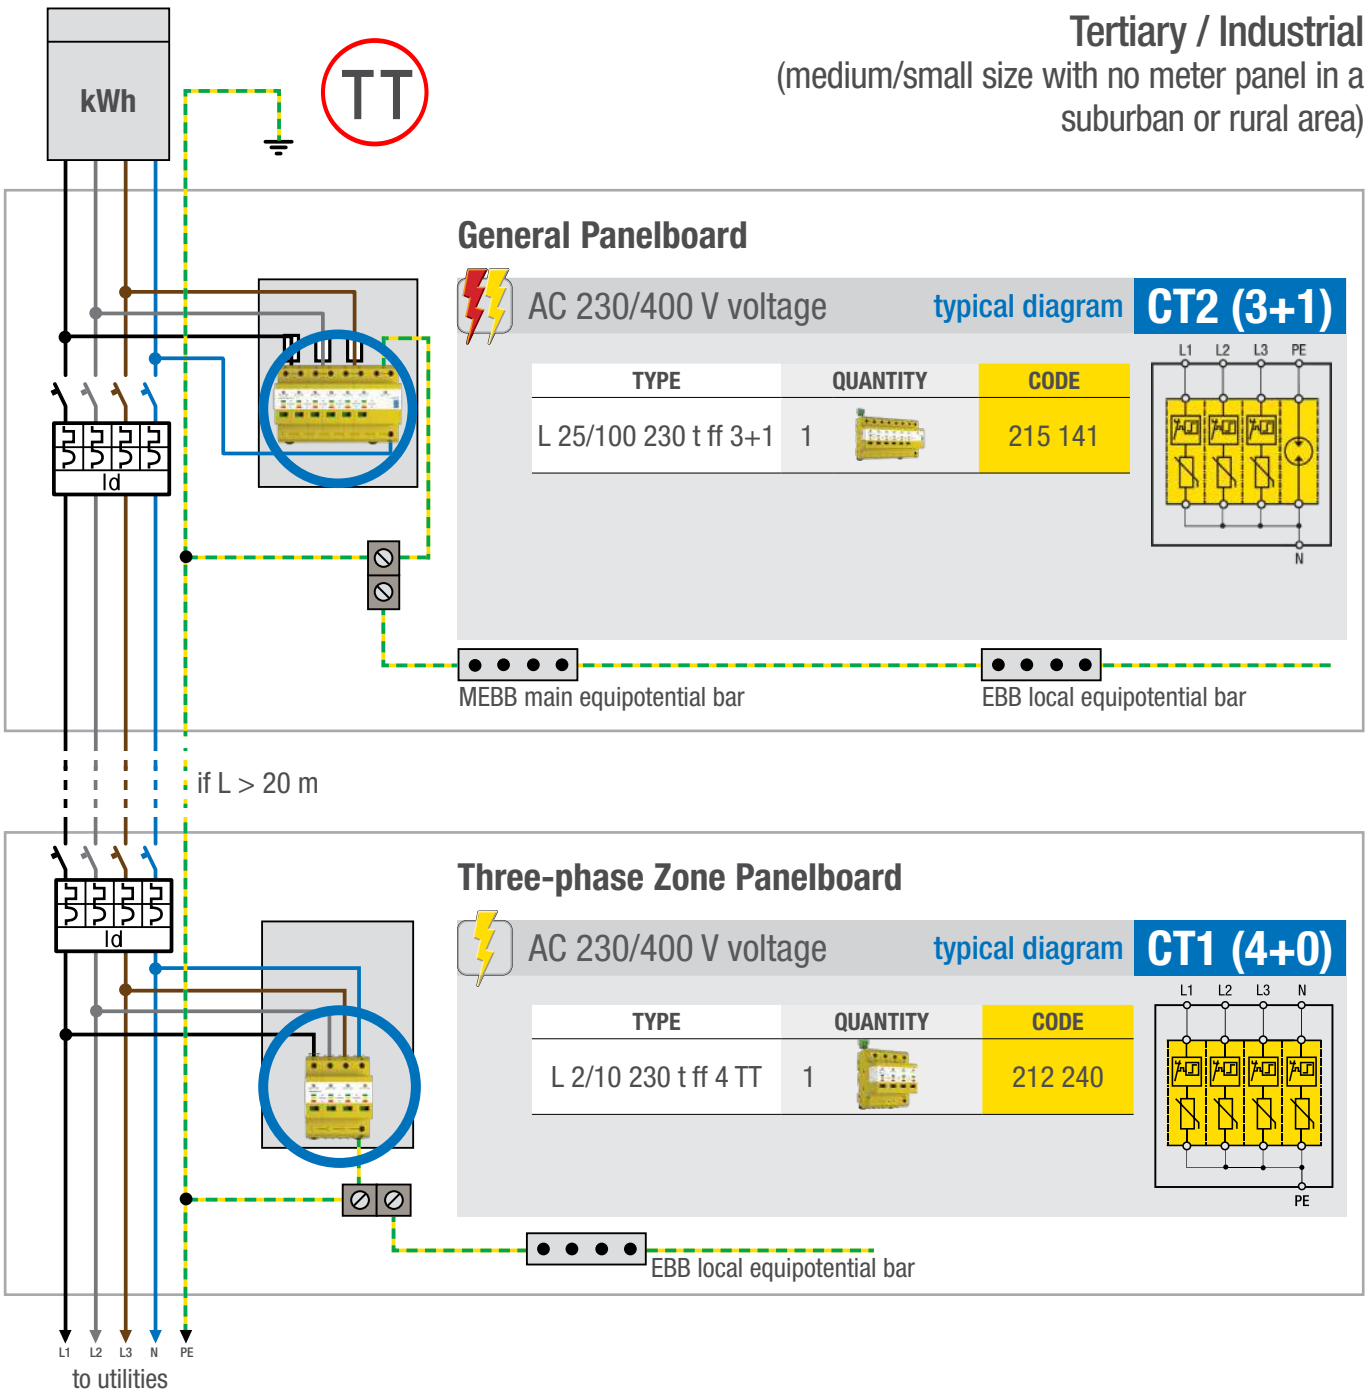 Tertiary / Industrial
(medium/small size with no meter panel in a
suburban or rural area)
kWh
TT
General Panelboard
AC 230/400 V voltage
typical diagram
CT2 (3+1)
TYPE QUANTITY CODE
L 25/100 230 t ff 3+1 1 215 141
L1 L2 L3 PE
N
Id
MEBB main equipotential bar
EBB local equipotential bar
if L > 20 m
Three-phase Zone Panelboard
AC 230/400 V voltage
typical diagram
CT1 (4+0)
TYPE QUANTITY CODE
L 2/10 230 t ff 4 TT 1 212 240
L1 L2 L3 N
PE
Id
EBB local equipotential bar
L1 L2 L3 N PE
to utilities